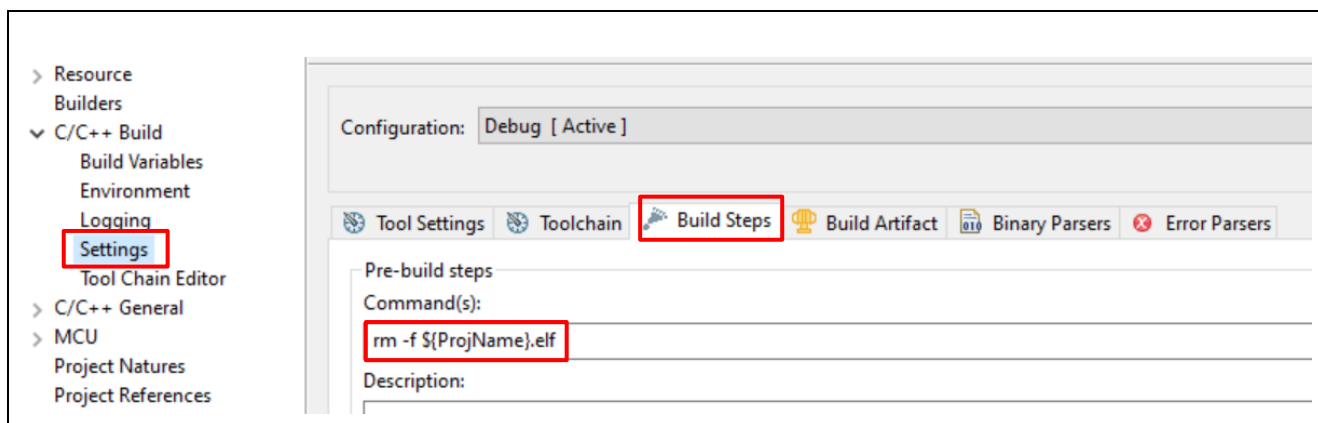 Resource
Builders
C/C++ Build
Build Variables
Environment
Logging
Settings
Tool Chain Editor
C/C++ General
MCU
Project Natures
Project References
Configuration: Debug [ Active ]
Tool Settings Toolchain Build Steps Build Artifact Binary Parsers Error Parsers
Pre-build steps
Command(s):
rm -f ${ProjName}.elf
Description: